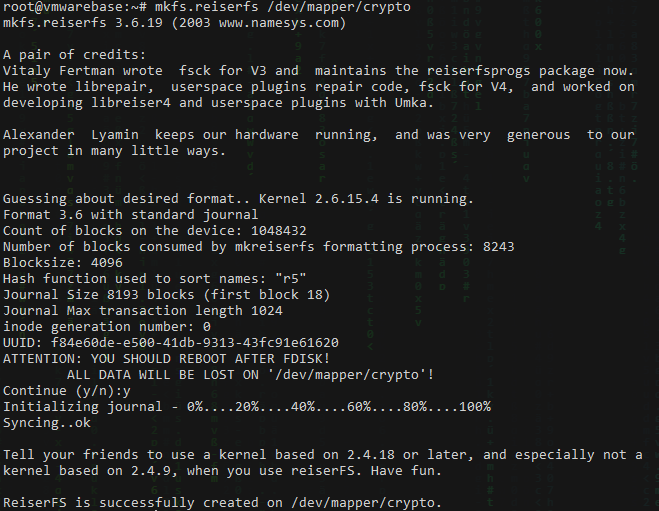 root@vmwarebase:~# mkfs.reiserfs /dev/mapper/crypto
mkfs.reiserfs 3.6.19 (2003 www.namesys.com)
A pair of credits:
Vitaly Fertman wrote  fsck for V3 and  maintains the reiserfsprogs package now.
He wrote librepair,  userspace plugins repair code, fsck for V4,  and worked on
developing libreiser4 and userspace plugins with Umka.
Alexander  Lyamin  keeps our hardware  running,  and was very  generous  to our
project in many little ways.
Guessing about desired format.. Kernel 2.6.15.4 is running.
Format 3.6 with standard journal
Count of blocks on the device: 1048432
Number of blocks consumed by mkreiserfs formatting process: 8243
Blocksize: 4096
Hash function used to sort names: "r5"
Journal Size 8193 blocks (first block 18)
Journal Max transaction length 1024
inode generation number: 0
UUID: f84e60de-e500-41db-9313-43fc91e61620
ATTENTION: YOU SHOULD REBOOT AFTER FDISK!
        ALL DATA WILL BE LOST ON '/dev/mapper/crypto'!
Continue (y/n):y
Initializing journal - 0%....20%....40%....60%....80%....100%
Syncing..ok
Tell your friends to use a kernel based on 2.4.18 or later, and especially not a
kernel based on 2.4.9, when you use reiserFS. Have fun.
ReiserFS is successfully created on /dev/mapper/crypto.